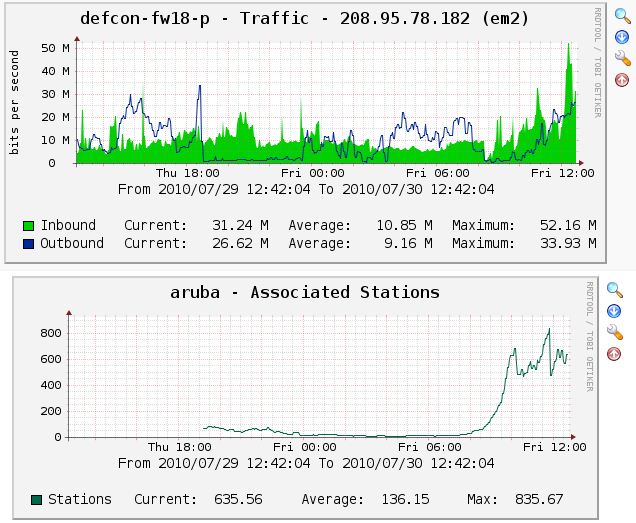 defcon-fw18-p - Traffic - 208.95.78.182 (em2)
RRDTOOL / TOBI OETIKER
bits per second
50 M
40 M
30 M
20 M
10 M
0
Thu 18:00 Fri 00:00 Fri 06:00 Fri 12:00
From 2010/07/29 12:42:04 To 2010/07/30 12:42:04
Inbound Current: 31.24 M Average: 10.85 M Maximum: 52.16 M
Outbound Current: 26.62 M Average: 9.16 M Maximum: 33.93 M
aruba - Associated Stations
RRDTOOL / TOBI OETIKER
800
600
400
200
0
Thu 18:00 Fri 00:00 Fri 06:00 Fri 12:00
From 2010/07/29 12:42:04 To 2010/07/30 12:42:04
Stations Current: 635.56 Average: 136.15 Max: 835.67